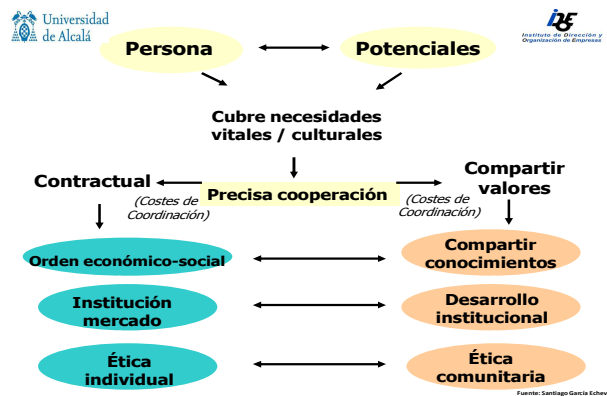 Universidad
de Alcalá
Instituto de Dirección y
Organización de Empresas
Persona
Potenciales
Cubre necesidades
vitales / culturales
Contractual
Precisa cooperación
Compartir
valores
(Costes de
Coordinación)
(Costes de
Coordinación)
Orden económico-social
Compartir
conocimientos
Institución
mercado
Desarrollo
institucional
Ética
individual
Ética
comunitaria
Fuente: Santiago García Echev